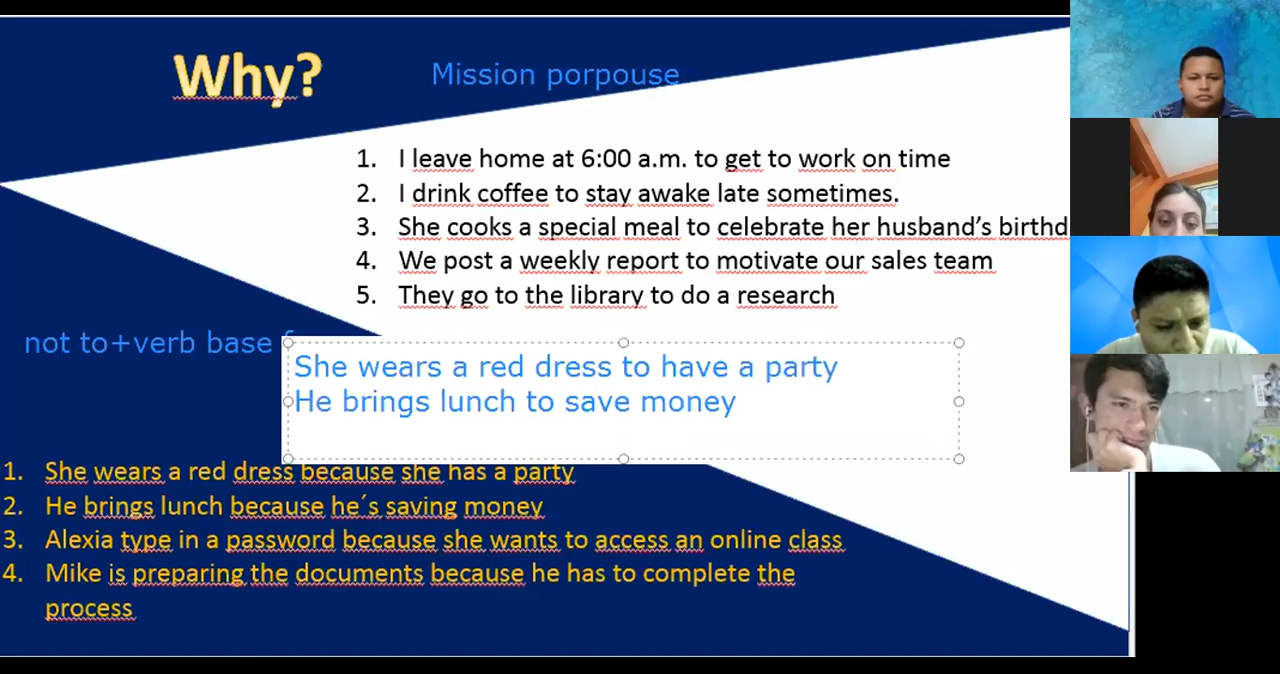 Why?
Mission porpouse
1. I leave home at 6:00 a.m. to get to work on time
2. I drink coffee to stay awake late sometimes.
3. She cooks a special meal to celebrate her husband's birthd
4. We post a weekly report to motivate our sales team
5. They go to the library to do a research
not to+verb base
She wears a red dress to have a party
He brings lunch to save money
1. She wears a red dress because she has a party
2. He brings lunch because he´s saving money
3. Alexia type in a password because she wants to access an online class
4. Mike is preparing the documents because he has to complete the
process